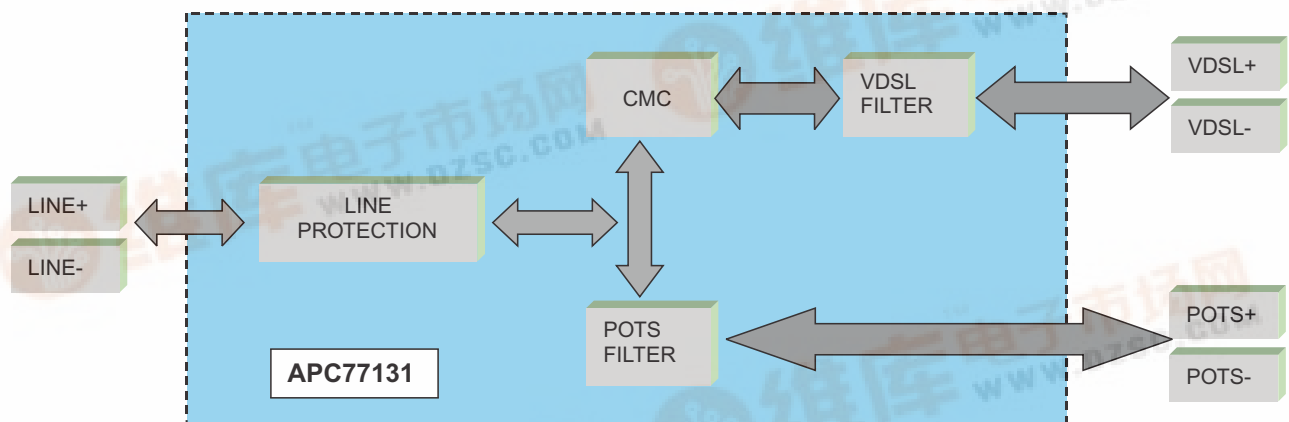 CMC
VDSL
FILTER
VDSL+
VDSL-
LINE+
LINE-
LINE
PROTECTION
POTS
FILTER
POTS+
POTS-
APC77131
维库电子市场网
WWW.DZSC.COM